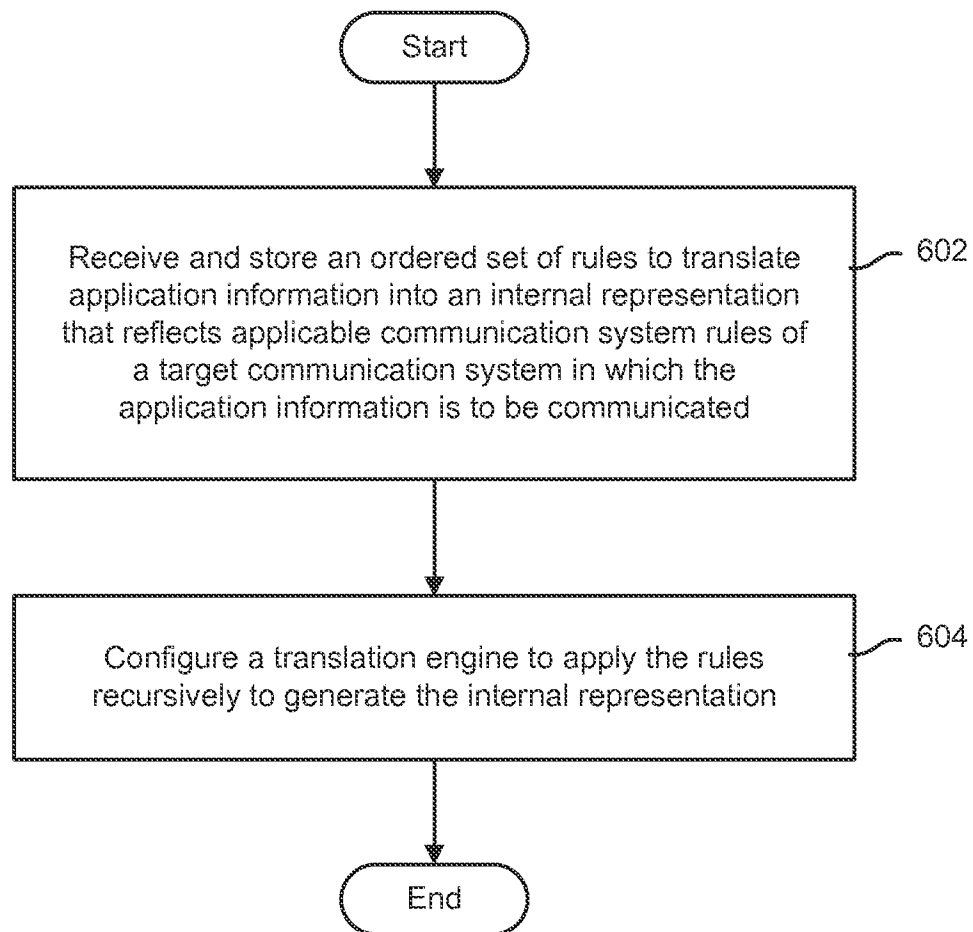 Start
Receive and store an ordered set of rules to translate
application information into an internal representation
that reflects applicable communication system rules of
a target communication system in which the
application information is to be communicated
602
Configure a translation engine to apply the rules
recursively to generate the internal representation
604
End